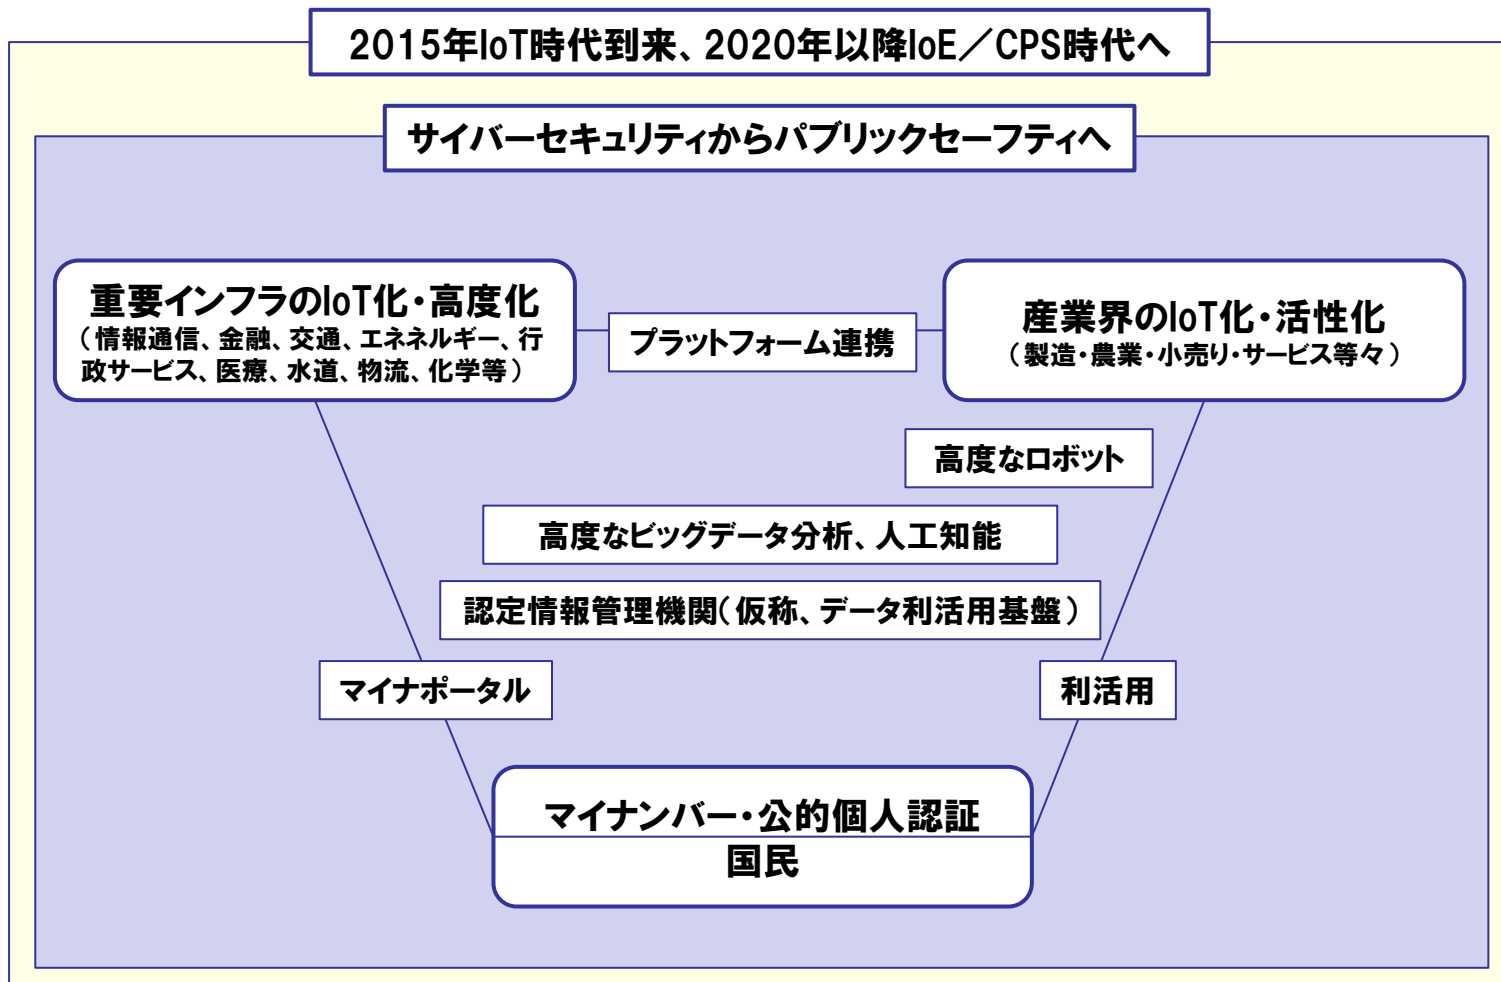 2015年IoT時代到来、2020年以降IoE／CPS時代へ
サイバーセキュリティからパブリックセーフティへ
重要インフラのIoT化・高度化
（情報通信、金融、交通、エネネルギー、行
政サービス、医療、水道、物流、化学等）
プラットフォーム連携
産業界のIoT化・活性化
（製造・農業・小売り・サービス等々）
高度なロボット
高度なビッグデータ分析、人工知能
認定情報管理機関（仮称、データ利活用基盤）
マイナポータル
利活用
マイナンバー・公的個人認証
国民